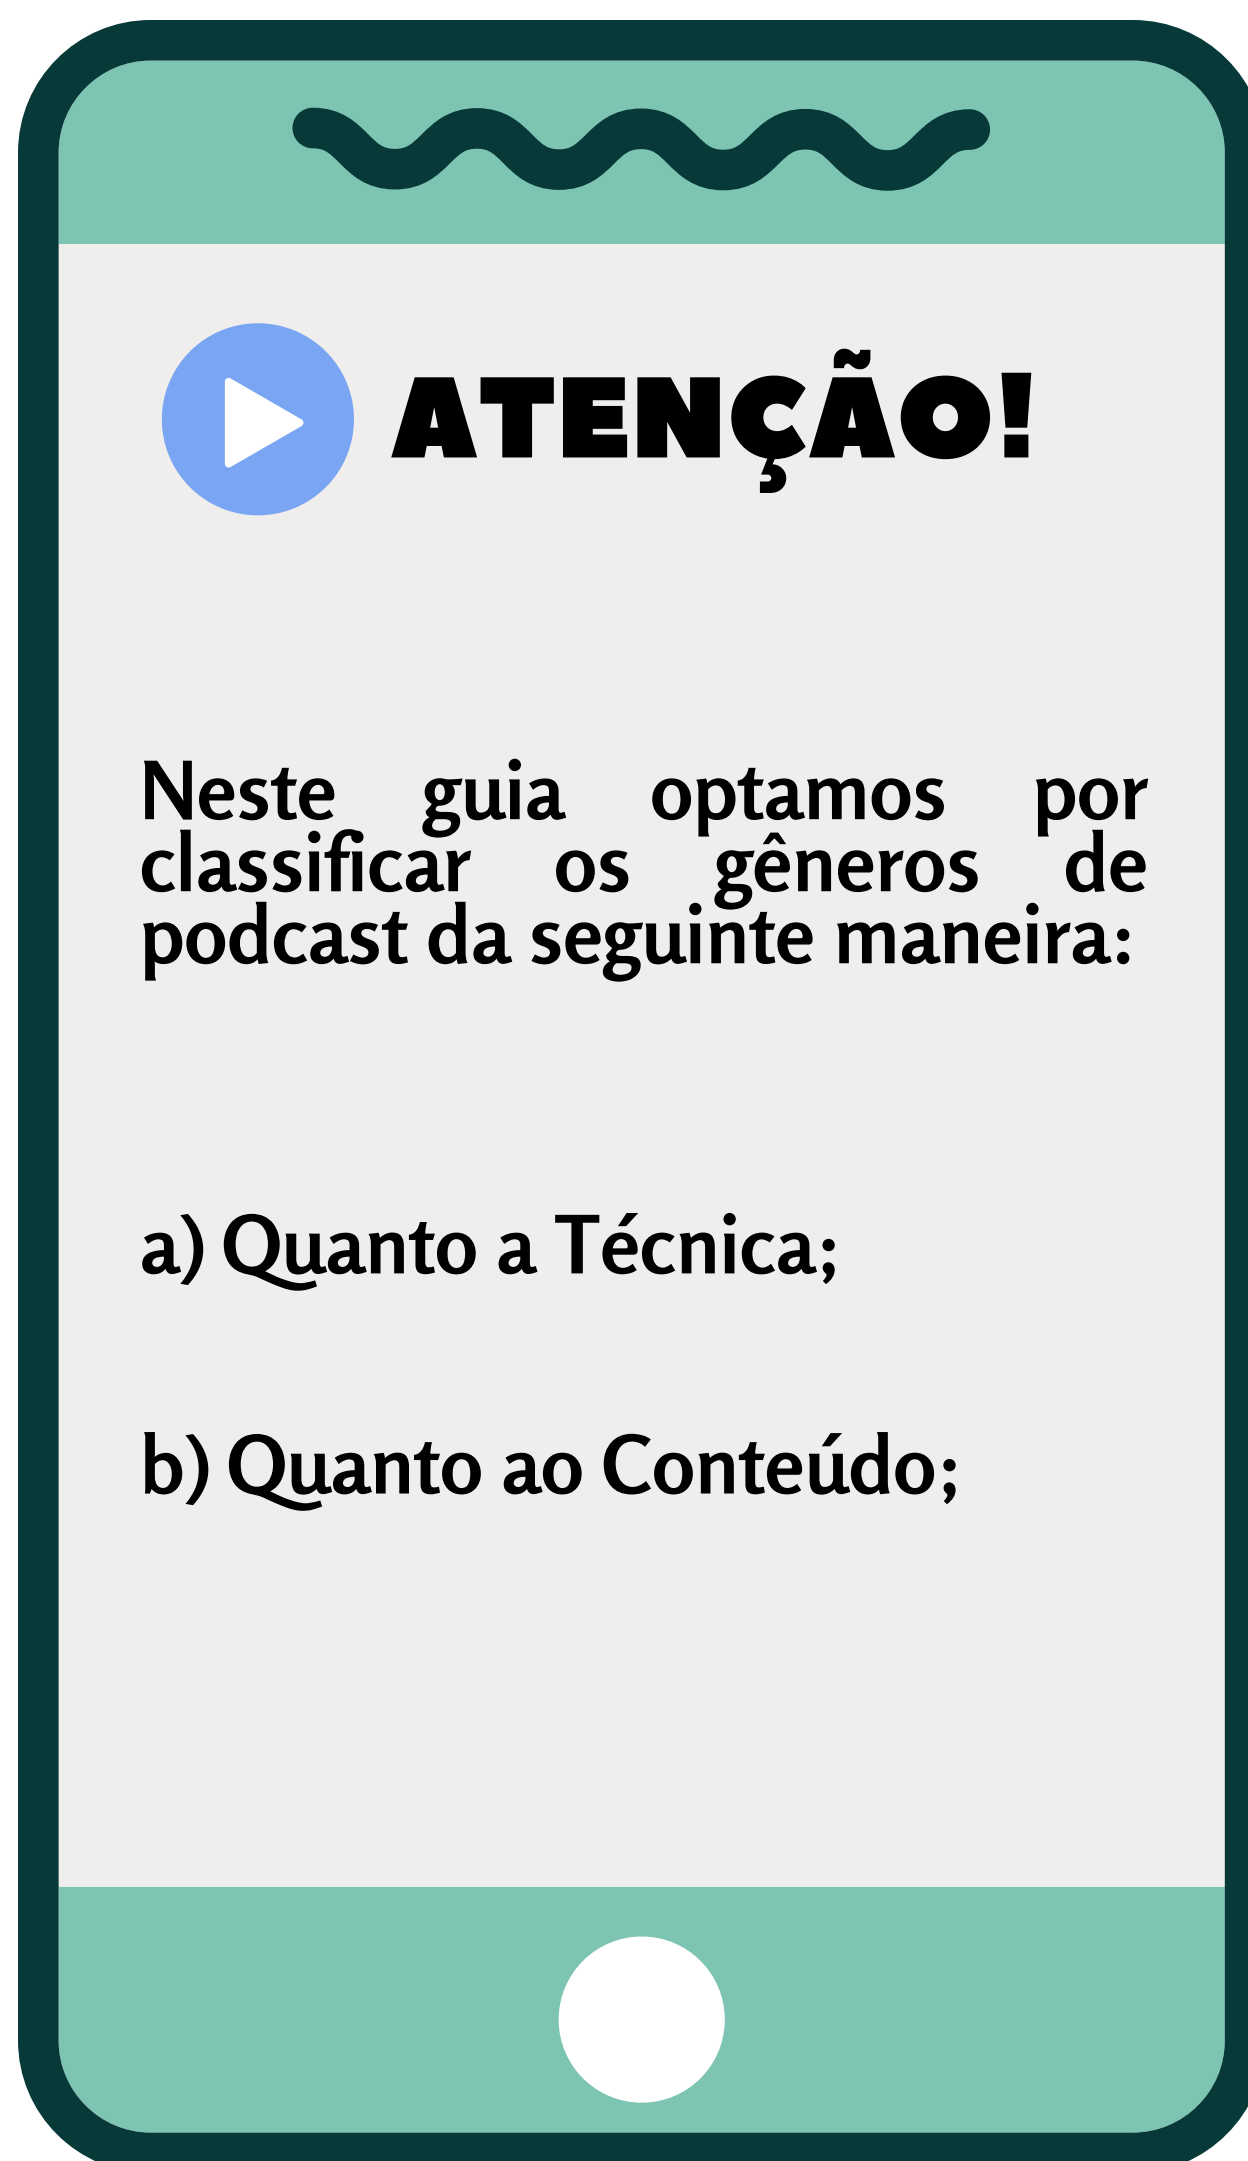 ATENÇÃO!
Neste guia optamos por
classificar os gêneros de
podcast da seguinte maneira:
a) Quanto a Técnica;
b) Quanto ao Conteúdo;